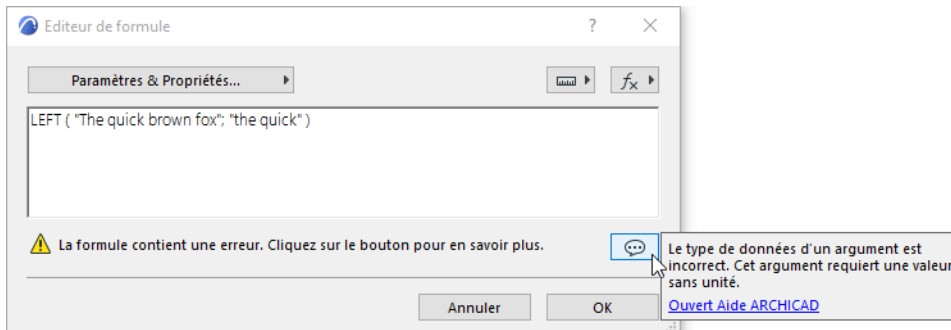 Editeur de formule
Paramètres & Propriétés...
LEFT ( "The quick brown fox"; "the quick" )
La formule contient une erreur. Cliquez sur le bouton pour en savoir plus.
Le type de données d'un argument est
incorrect. Cet argument requiert une valeur
sans unité.
Ouvert Aide ARCHICAD
Annuler
OK